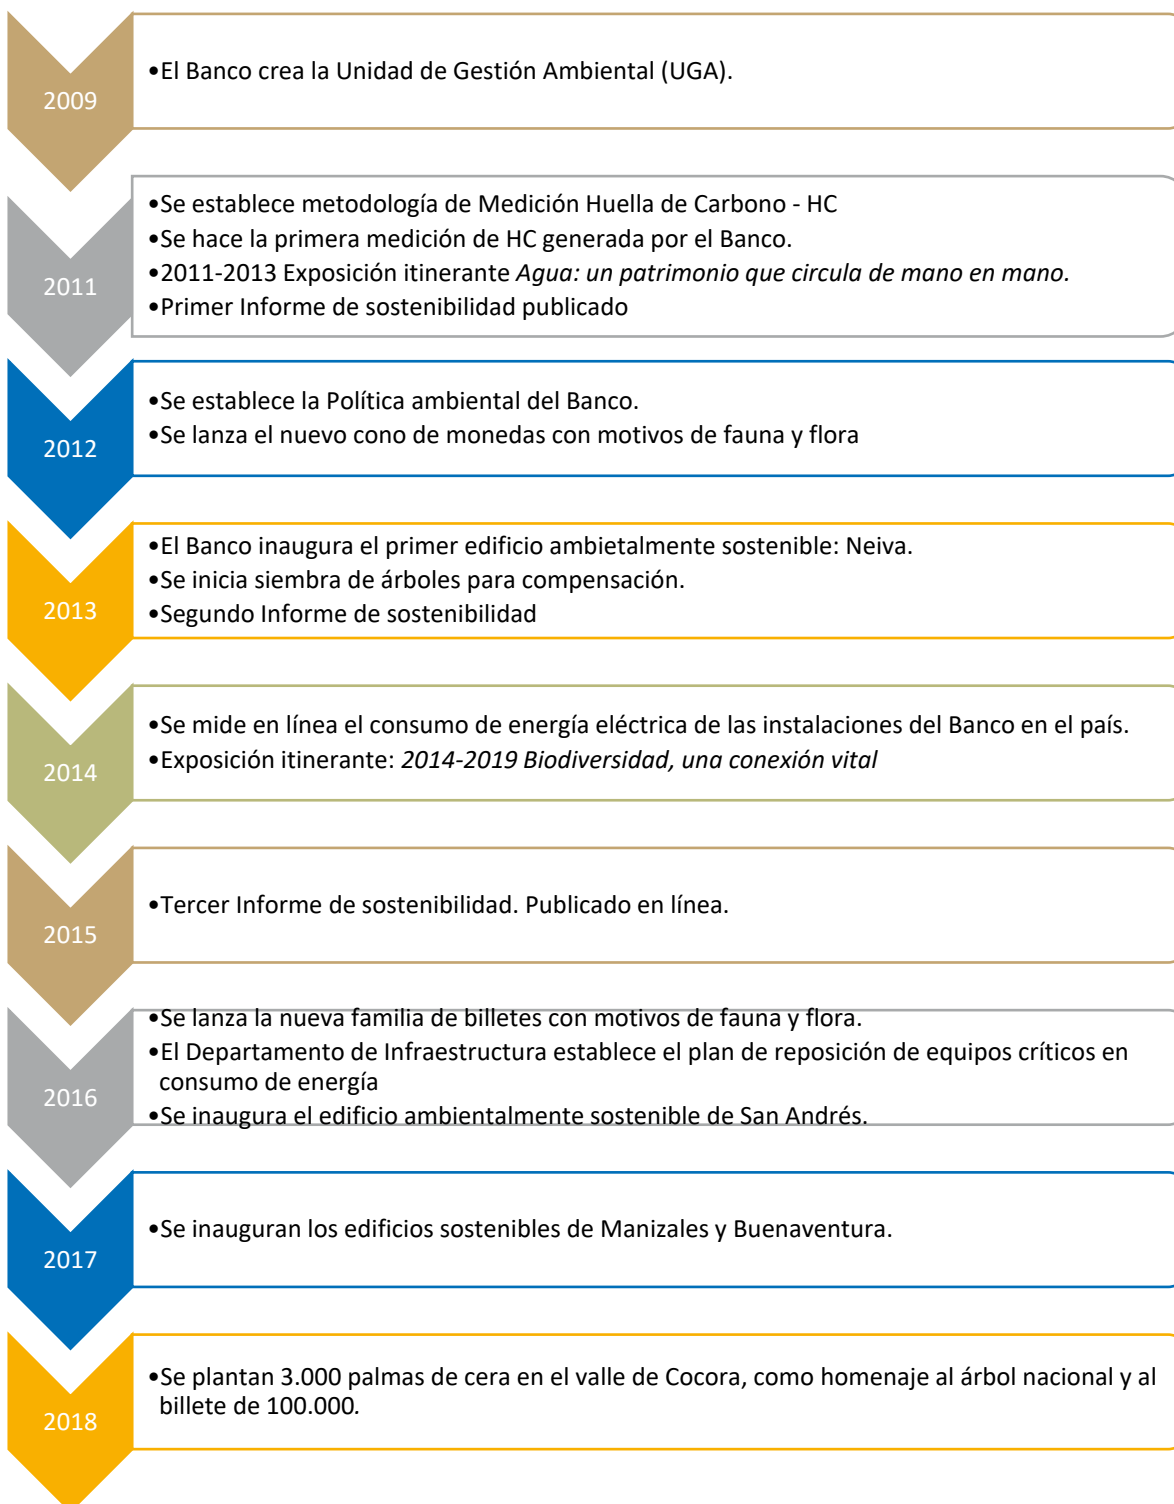 2009
•El Banco crea la Unidad de Gestión Ambiental (UGA).
2011
•Se establece metodología de Medición Huella de Carbono - HC
•Se hace la primera medición de HC generada por el Banco.
•2011-2013 Exposición itinerante Agua: un patrimonio que circula de mano en mano.
•Primer Informe de sostenibilidad publicado
2012
•Se establece la Política ambiental del Banco.
•Se lanza el nuevo cono de monedas con motivos de fauna y flora
2013
•El Banco inaugura el primer edificio ambietalmente sostenible: Neiva.
•Se inicia siembra de árboles para compensación.
•Segundo Informe de sostenibilidad
2014
•Se mide en línea el consumo de energía eléctrica de las instalaciones del Banco en el país.
•Exposición itinerante: 2014-2019 Biodiversidad, una conexión vital
2015
•Tercer Informe de sostenibilidad. Publicado en línea.
2016
•Se lanza la nueva familia de billetes con motivos de fauna y flora.
•El Departamento de Infraestructura establece el plan de reposición de equipos críticos en
consumo de energía
•Se inaugura el edificio ambientalmente sostenible de San Andrés.
2017
•Se inauguran los edificios sostenibles de Manizales y Buenaventura.
2018
•Se plantan 3.000 palmas de cera en el valle de Cocora, como homenaje al árbol nacional y al
billete de 100.000.